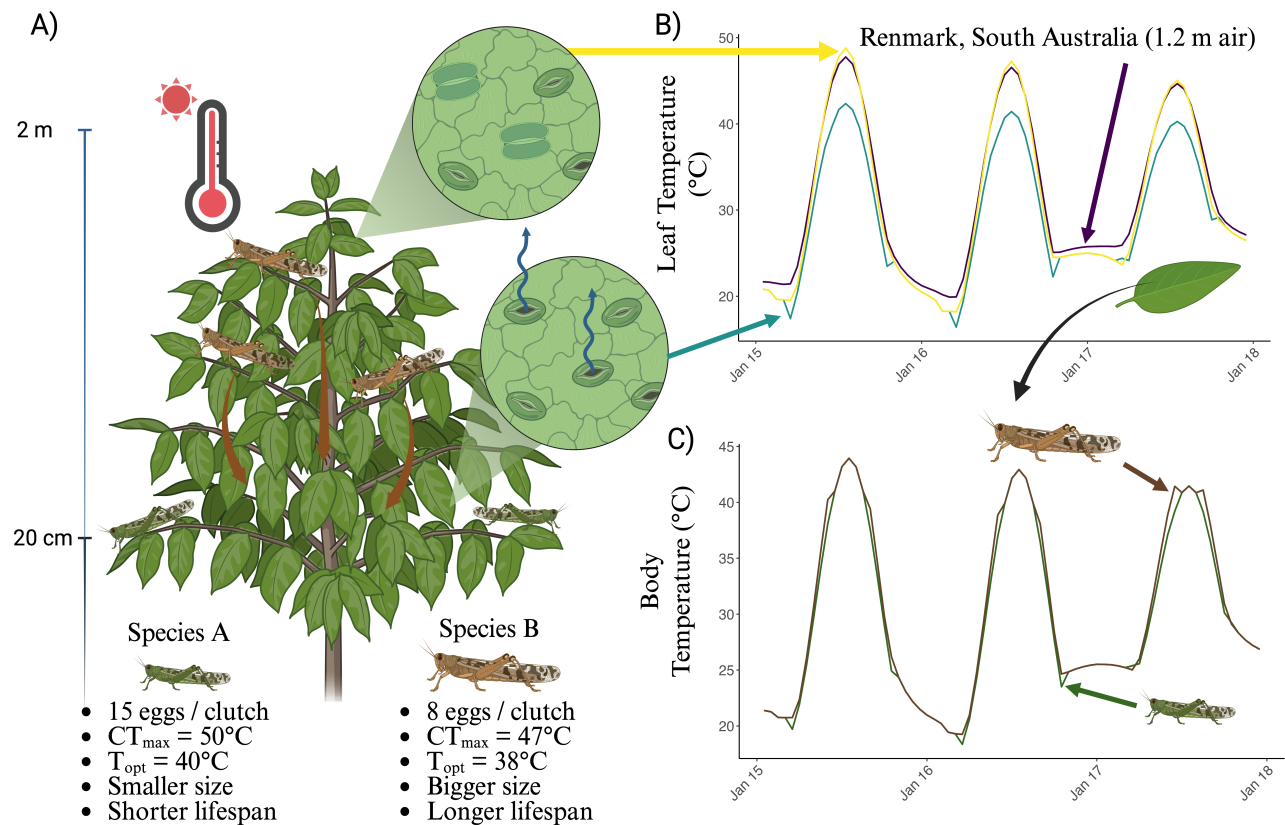 A)
2 m
20 cm
Species A
• 15 eggs / clutch
• CTmax = 50°C
• Topt = 40°C
• Smaller size
• Shorter lifespan
Species B
• 8 eggs / clutch
• CTmax = 47°C
• Topt = 38°C
• Bigger size
• Longer lifespan
B)
Renmark, South Australia (1.2 m air)
Leaf Temperature
(°C)
50
40
30
20
Jan 15
Jan 16
Jan 17
Jan 18
C)
Body
Temperature (°C)
45
40
35
30
25
20
Jan 15
Jan 16
Jan 17
Jan 18